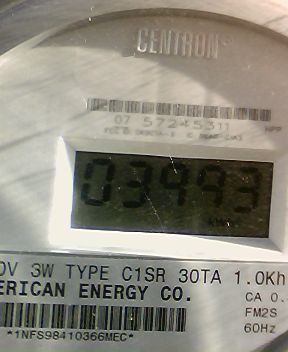 CENTRON®
07 57245311
03493
0V 3W TYPE C1SR 30TA 1.0Kh
ERICAN ENERGY CO.
CA 0.
FM2S
*1NFS98410366MEC*
60Hz